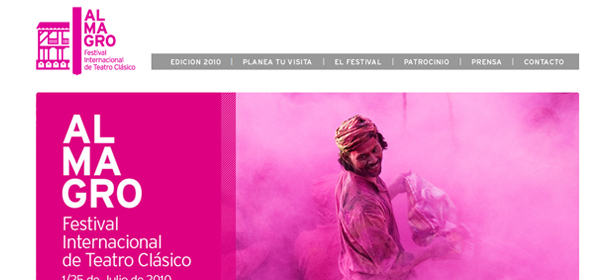 AL
MA
GRO
Festival
Internacional
de Teatro Clásico
EDICION 2010 | PLANEA TU VISITA | EL FESTIVAL | PATROCINIO | PRENSA | CONTACTO
AL
MA
GRO
Festival
Internacional
de Teatro Clásico
1/25 de Julio de 2010